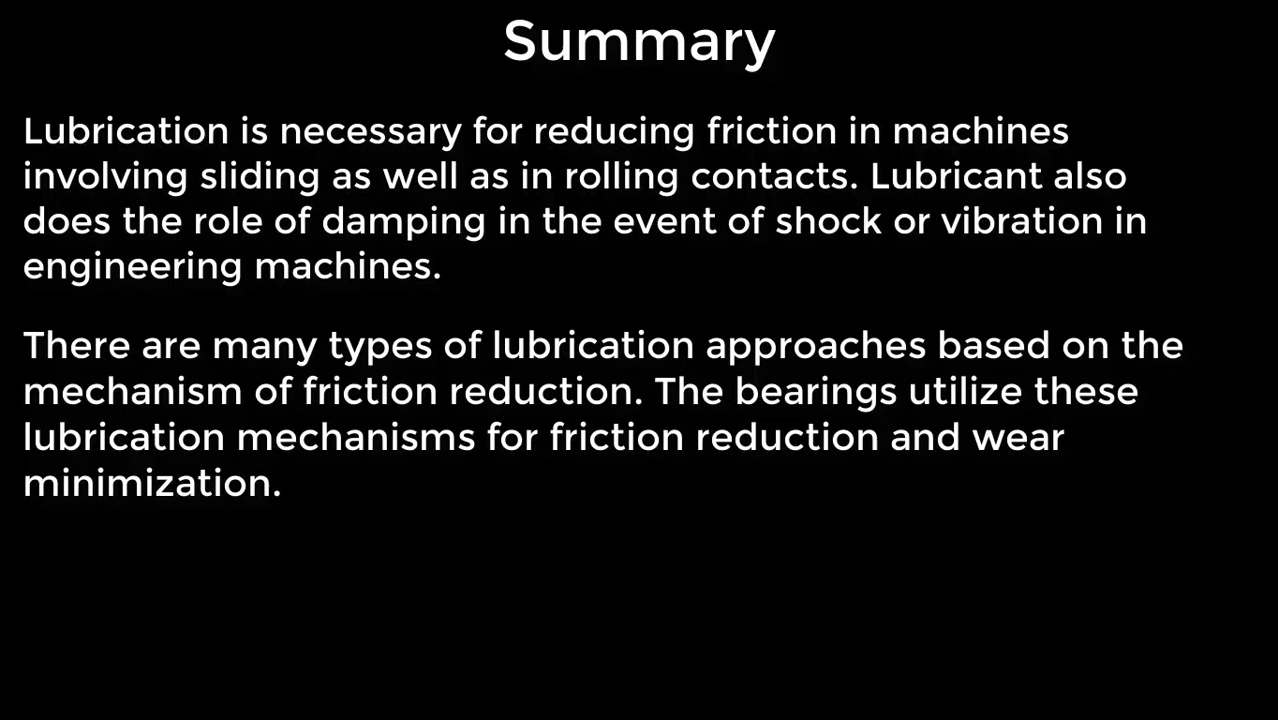 Summary
Lubrication is necessary for reducing friction in machines
involving sliding as well as in rolling contacts. Lubricant also
does the role of damping in the event of shock or vibration in
engineering machines.
There are many types of lubrication approaches based on the
mechanism of friction reduction. The bearings utilize these
lubrication mechanisms for friction reduction and wear
minimization.